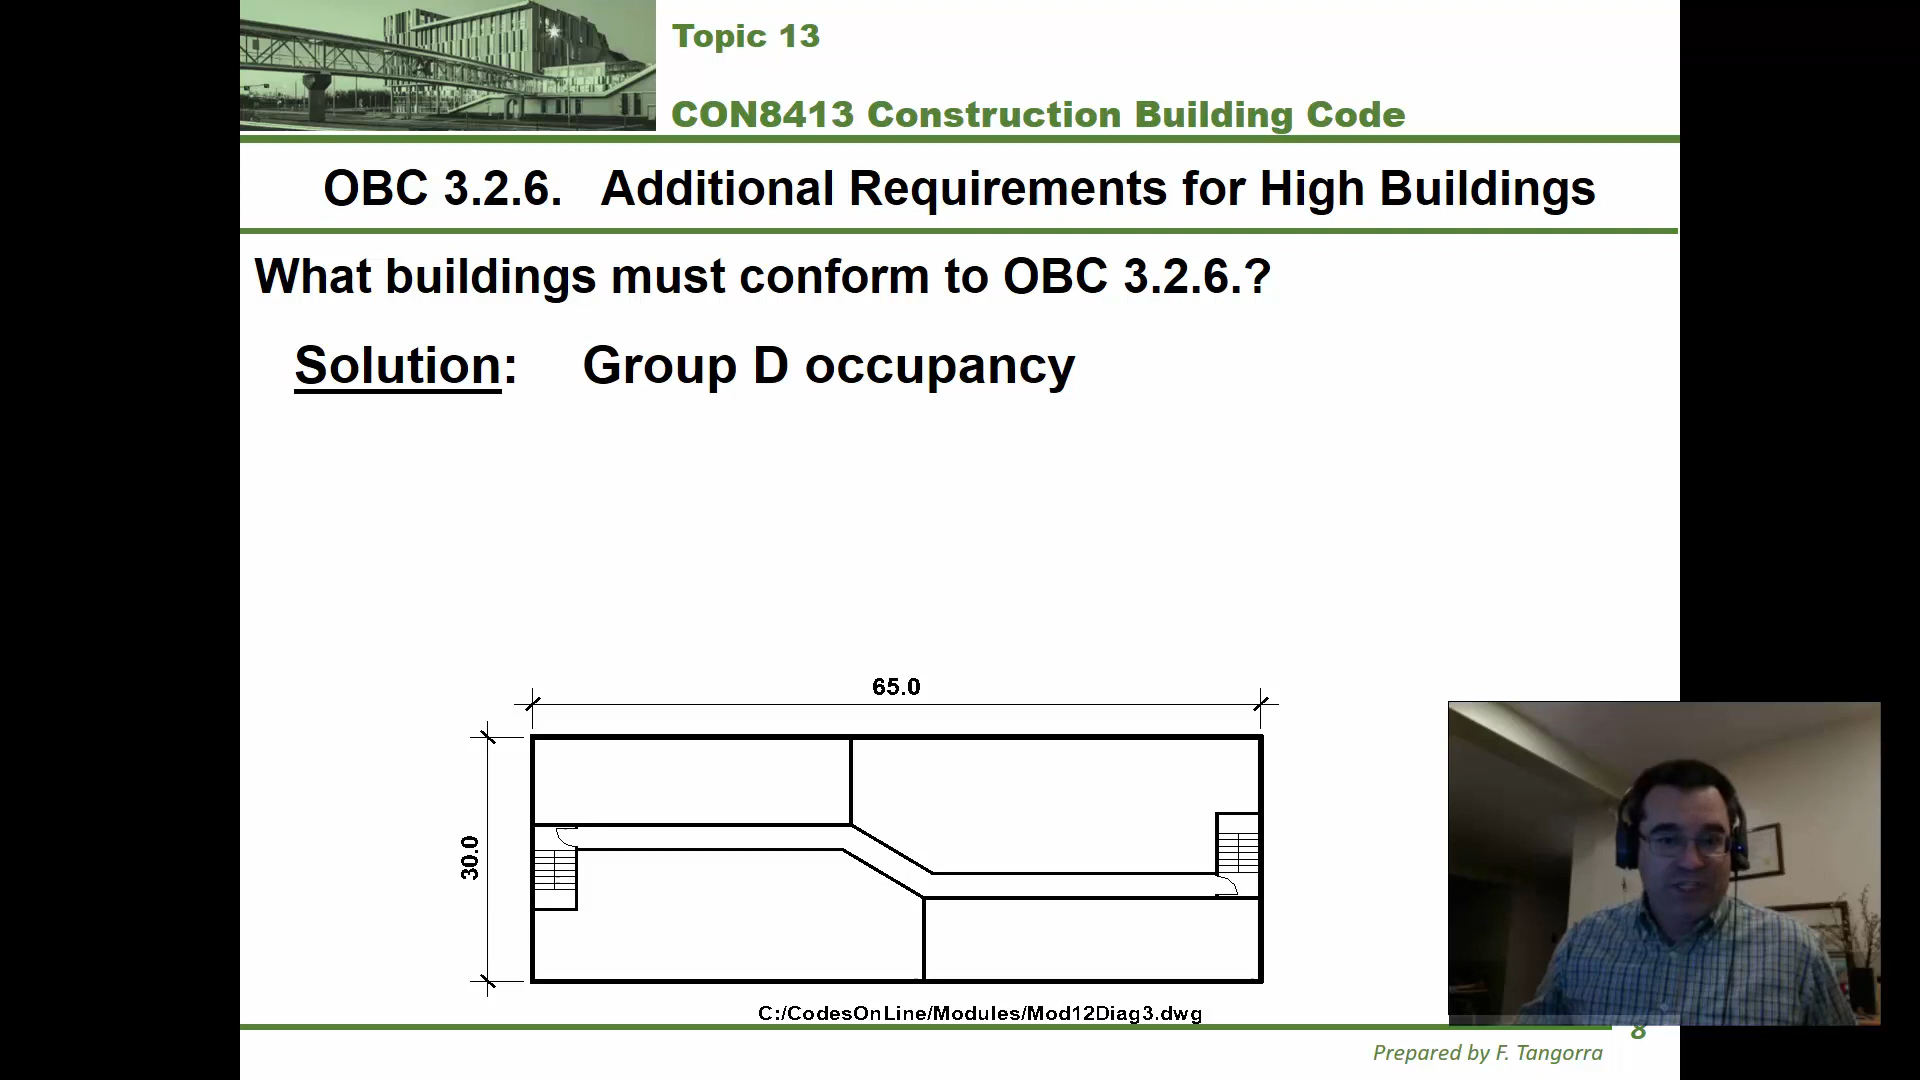 Topic 13
CON8413 Construction Building Code
OBC 3.2.6. Additional Requirements for High Buildings
What buildings must conform to OBC 3.2.6.?
Solution: Group D occupancy
65.0
30.0
C:/CodesOnLine/Modules/Mod12Diag3.dwg
8
Prepared by F. Tangorra